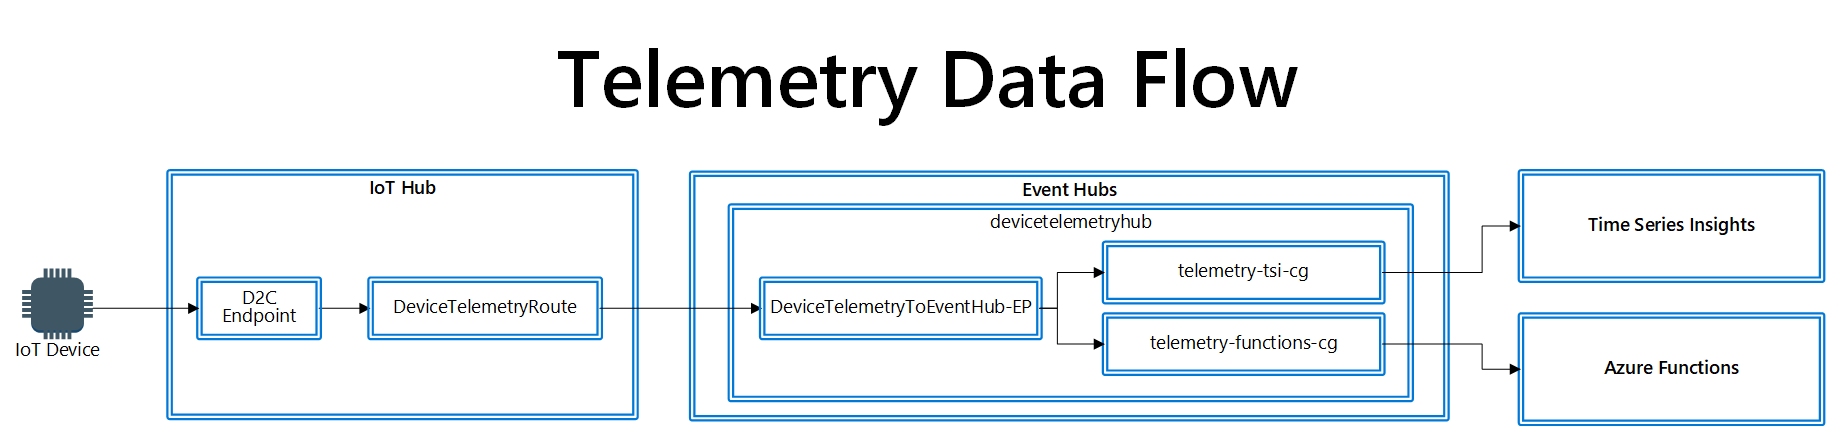 Telemetry Data Flow
IoT Hub
Event Hubs
devicetelemetryhub
Time Series Insights
telemetry-tsi-cg
D2C
Endpoint
DeviceTelemetryRoute
DeviceTelemetryToEventHub-EP
telemetry-functions-cg
IoT Device
Azure Functions